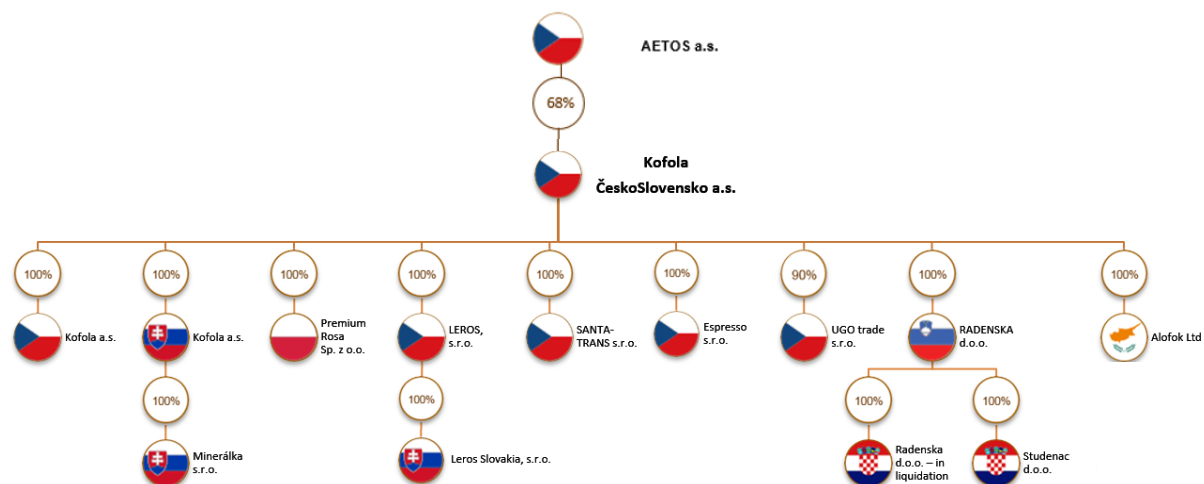 AETOS a.s.
68%
Kofola
ČeskoSlovensko a.s.
100%
100%
100%
100%
100%
100%
90%
100%
100%
Kofola a.s.
Kofola a.s.
Premium
Rosa
Sp. z o.o.
LEROS,
s.r.o.
SANTA-
TRANS s.r.o.
Espresso
s.r.o.
UGO trade
s.r.o.
RADENSKA
d.o.o.
Alofok Ltd
100%
100%
100%
100%
Minerálka
s.r.o.
Leros Slovakia, s.r.o.
Radenska
d.o.o. – in
liquidation
Studenac
d.o.o.